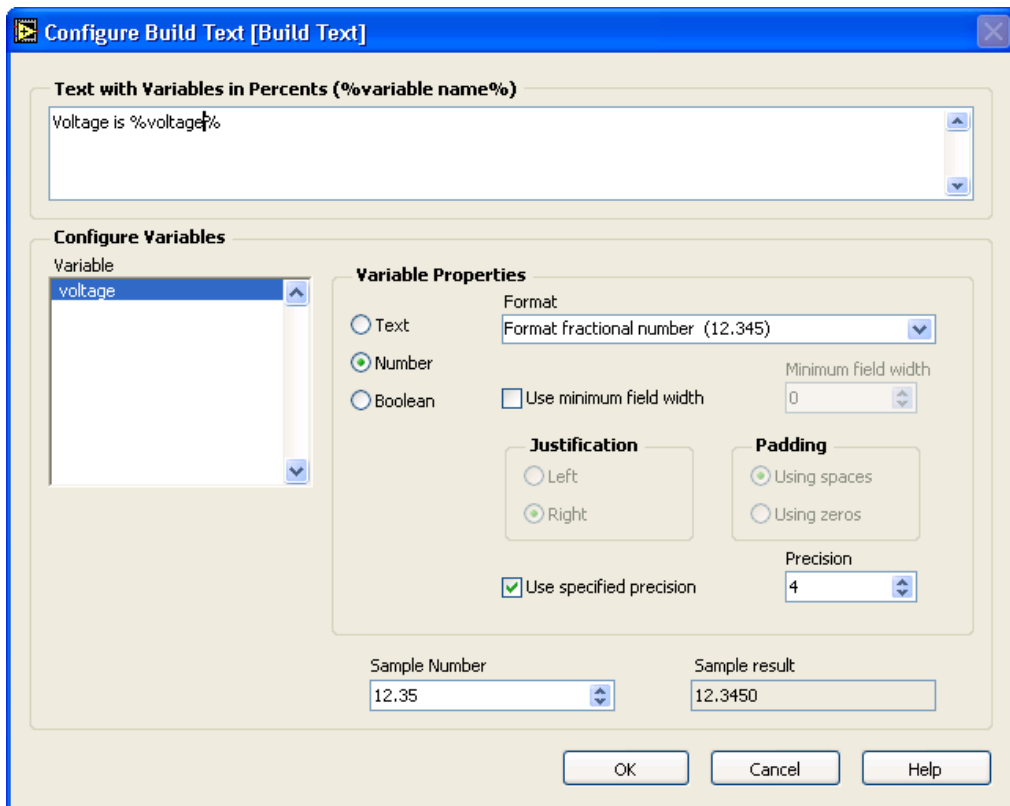 Configure Build Text [Build Text]
Text with Variables in Percents (%variable name%)
Voltage is %voltage%
Configure Variables
Variable
voltage
Variable Properties
Text
Number
Boolean
Format
Format fractional number (12.345)
Use minimum field width
Minimum field width
0
Justification
Left
Right
Padding
Using spaces
Using zeros
Use specified precision
Precision
4
Sample Number
12.35
Sample result
12.3450
OK
Cancel
Help